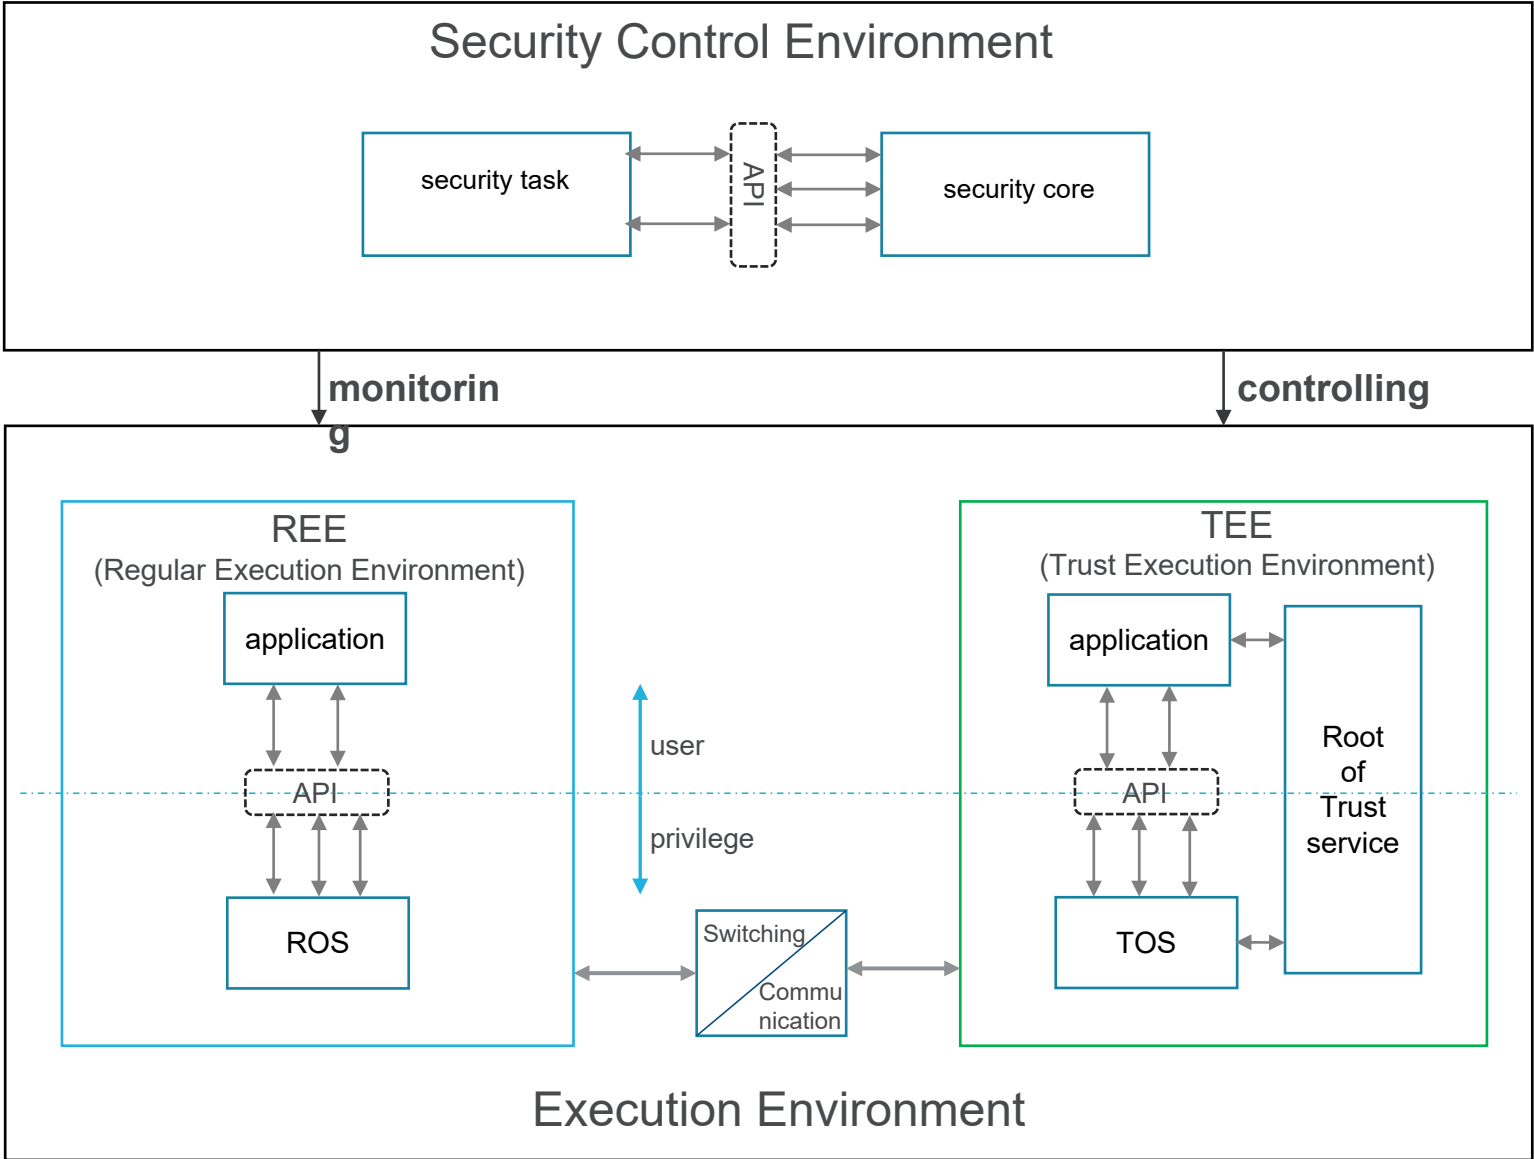 Security Control Environment
security task
API
security core
monitorin
g
controlling
REE
(Regular Execution Environment)
application
API
ROS
user
privilege
Switching
Commu
nication
TEE
(Trust Execution Environment)
application
API
TOS
Root
of
Trust
service
Execution Environment